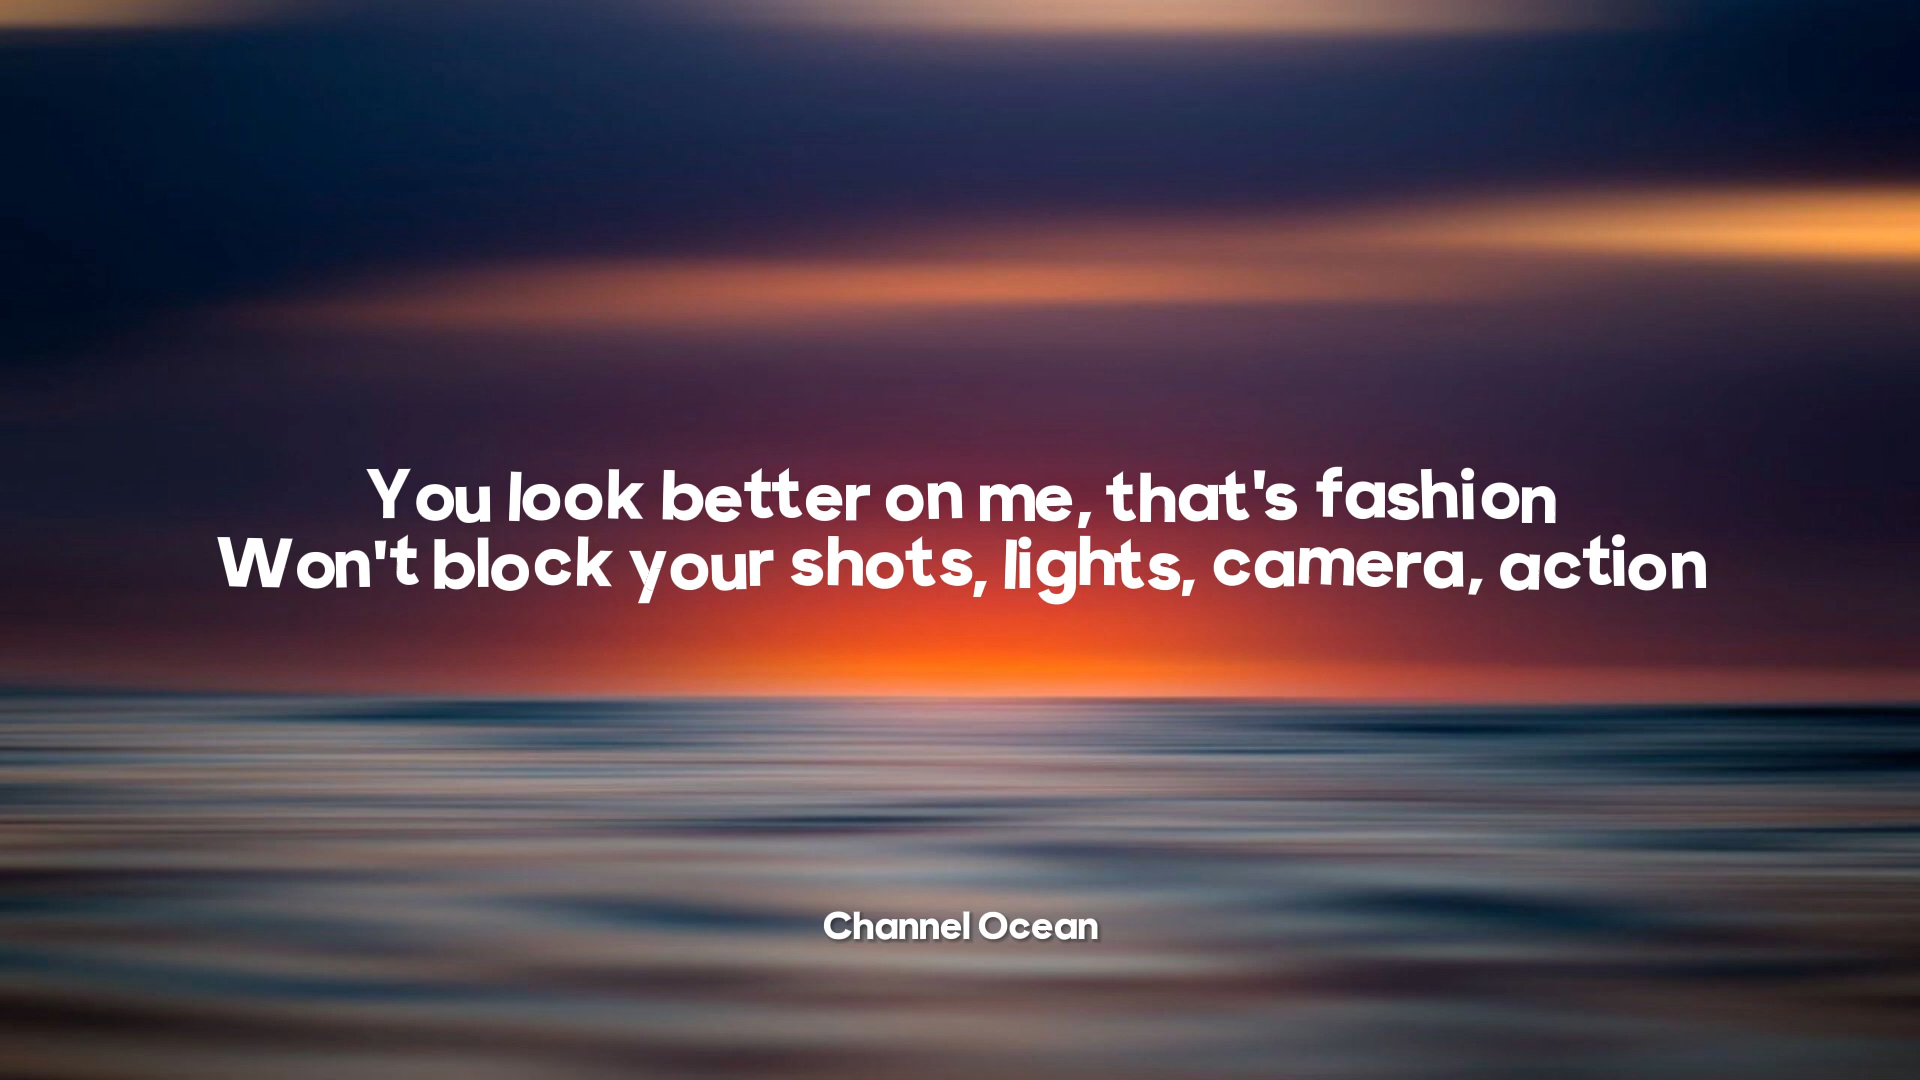 You look better on me, that's fashion
Won't block your shots, lights, camera, action
Channel Ocean